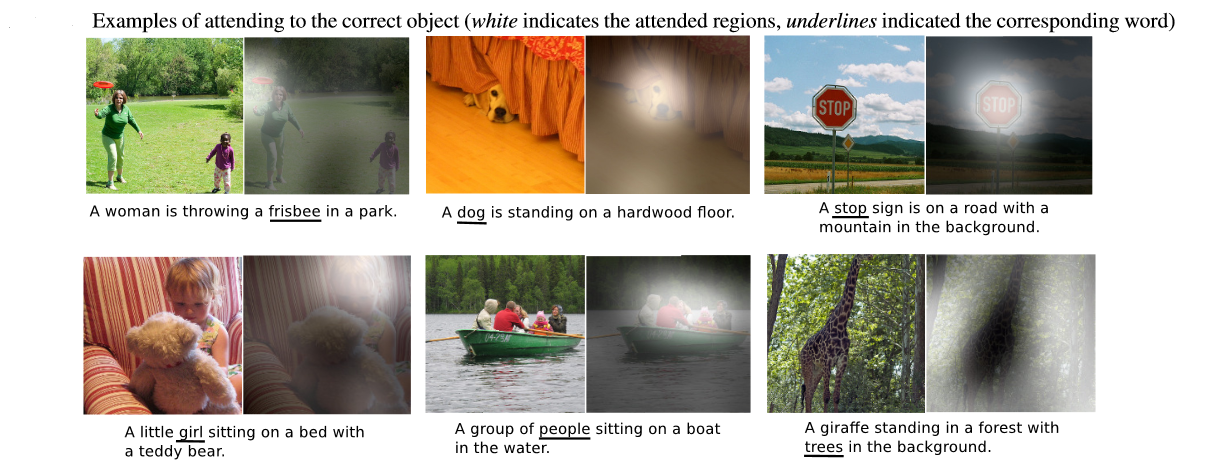 Examples of attending to the correct object (white indicates the attended regions, underlines indicated the corresponding word)
STOP
STOP
A woman is throwing a frisbee in a park.
A dog is standing on a hardwood floor.
A stop sign is on a road with a
mountain in the background.
A little girl sitting on a bed with
a teddy bear.
A group of people sitting on a boat
in the water.
A giraffe standing in a forest with
trees in the background.